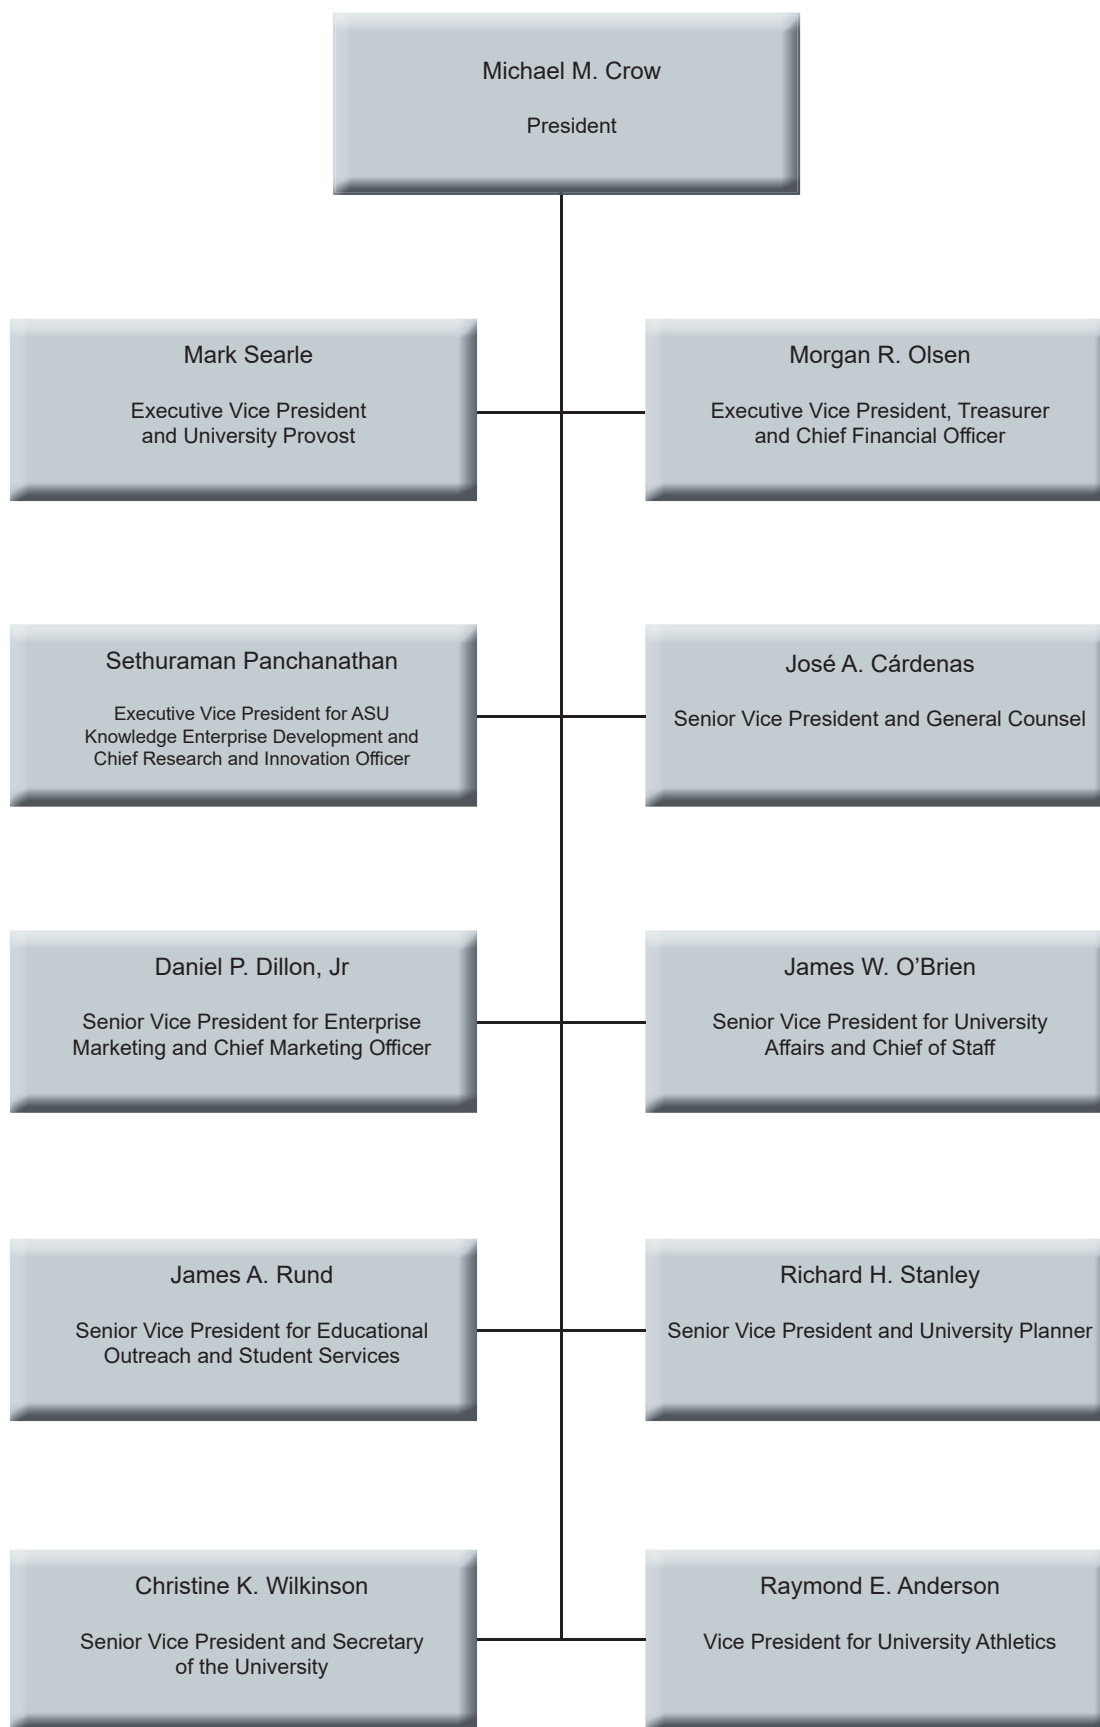 Michael M. Crow
President
Mark Searle
Executive Vice President
and University Provost
Morgan R. Olsen
Executive Vice President, Treasurer
and Chief Financial Officer
Sethuraman Panchanathan
Executive Vice President for ASU
Knowledge Enterprise Development and
Chief Research and Innovation Officer
José A. Cárdenas
Senior Vice President and General Counsel
Daniel P. Dillon, Jr
Senior Vice President for Enterprise
Marketing and Chief Marketing Officer
James W. O’Brien
Senior Vice President for University
Affairs and Chief of Staff
James A. Rund
Senior Vice President for Educational
Outreach and Student Services
Richard H. Stanley
Senior Vice President and University Planner
Christine K. Wilkinson
Senior Vice President and Secretary
of the University
Raymond E. Anderson
Vice President for University Athletics